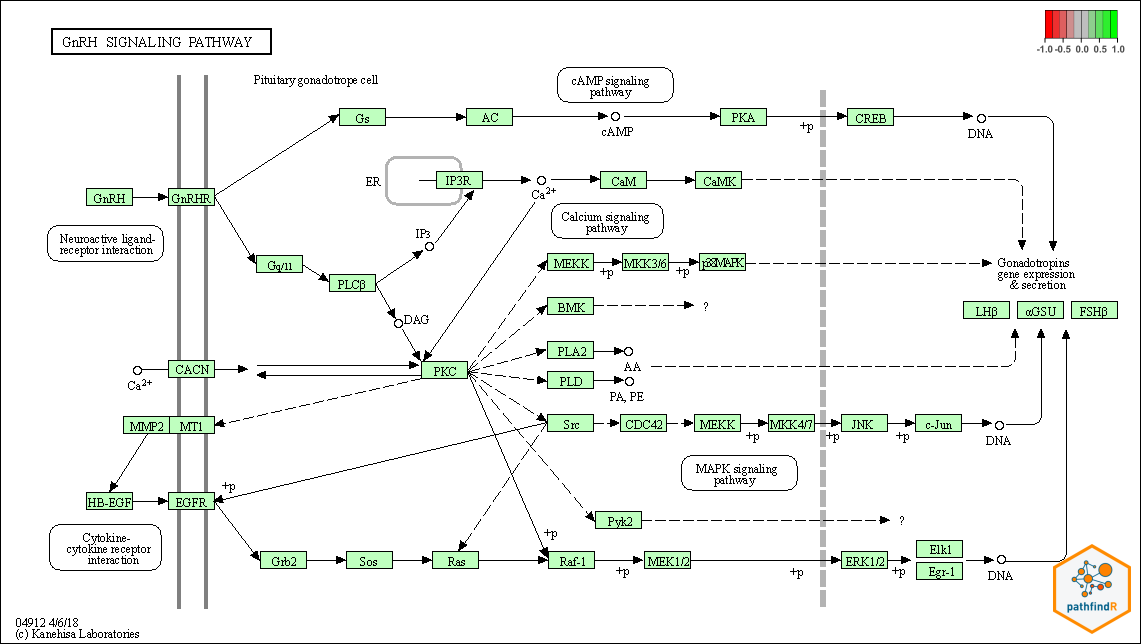 GnRH SIGNALING PATHWAY
-1.0 -0.5 0.0 0.5 1.0
Pituitary gonadotrope cell
cAMP signaling
pathway
Gs
AC
cAMP
PKA
+p
CREB
DNA
ER
IP3R
Ca2+
CaM
CaMK
GnRH
GnRHR
Neuroactive ligand-
receptor interaction
Calcium signaling
pathway
IP3
Gq/11
PLCβ
DAG
MEKK
+p
MKK3/6
+p
p38MAPK
Gonadotropins
gene expression
& secretion
LHβ
αGSU
FSHβ
BMK
?
PLA2
AA
PLD
PA, PE
Ca2+
CACN
PKC
MMP2
MT1
Src
CDC42
MEKK
+p
MKK4/7
+p
JNK
+p
c-Jun
DNA
MAPK signaling
pathway
HB-EGF
EGFR
+p
Cytokine-
cytokine receptor
interaction
Pyk2
?
Grb2
Sos
Ras
+p
Raf-1
+p
MEK1/2
+p
ERK1/2
+p
Elk1
Egr-1
DNA
pathfindR
04912 4/6/18
(c) Kanehisa Laboratories